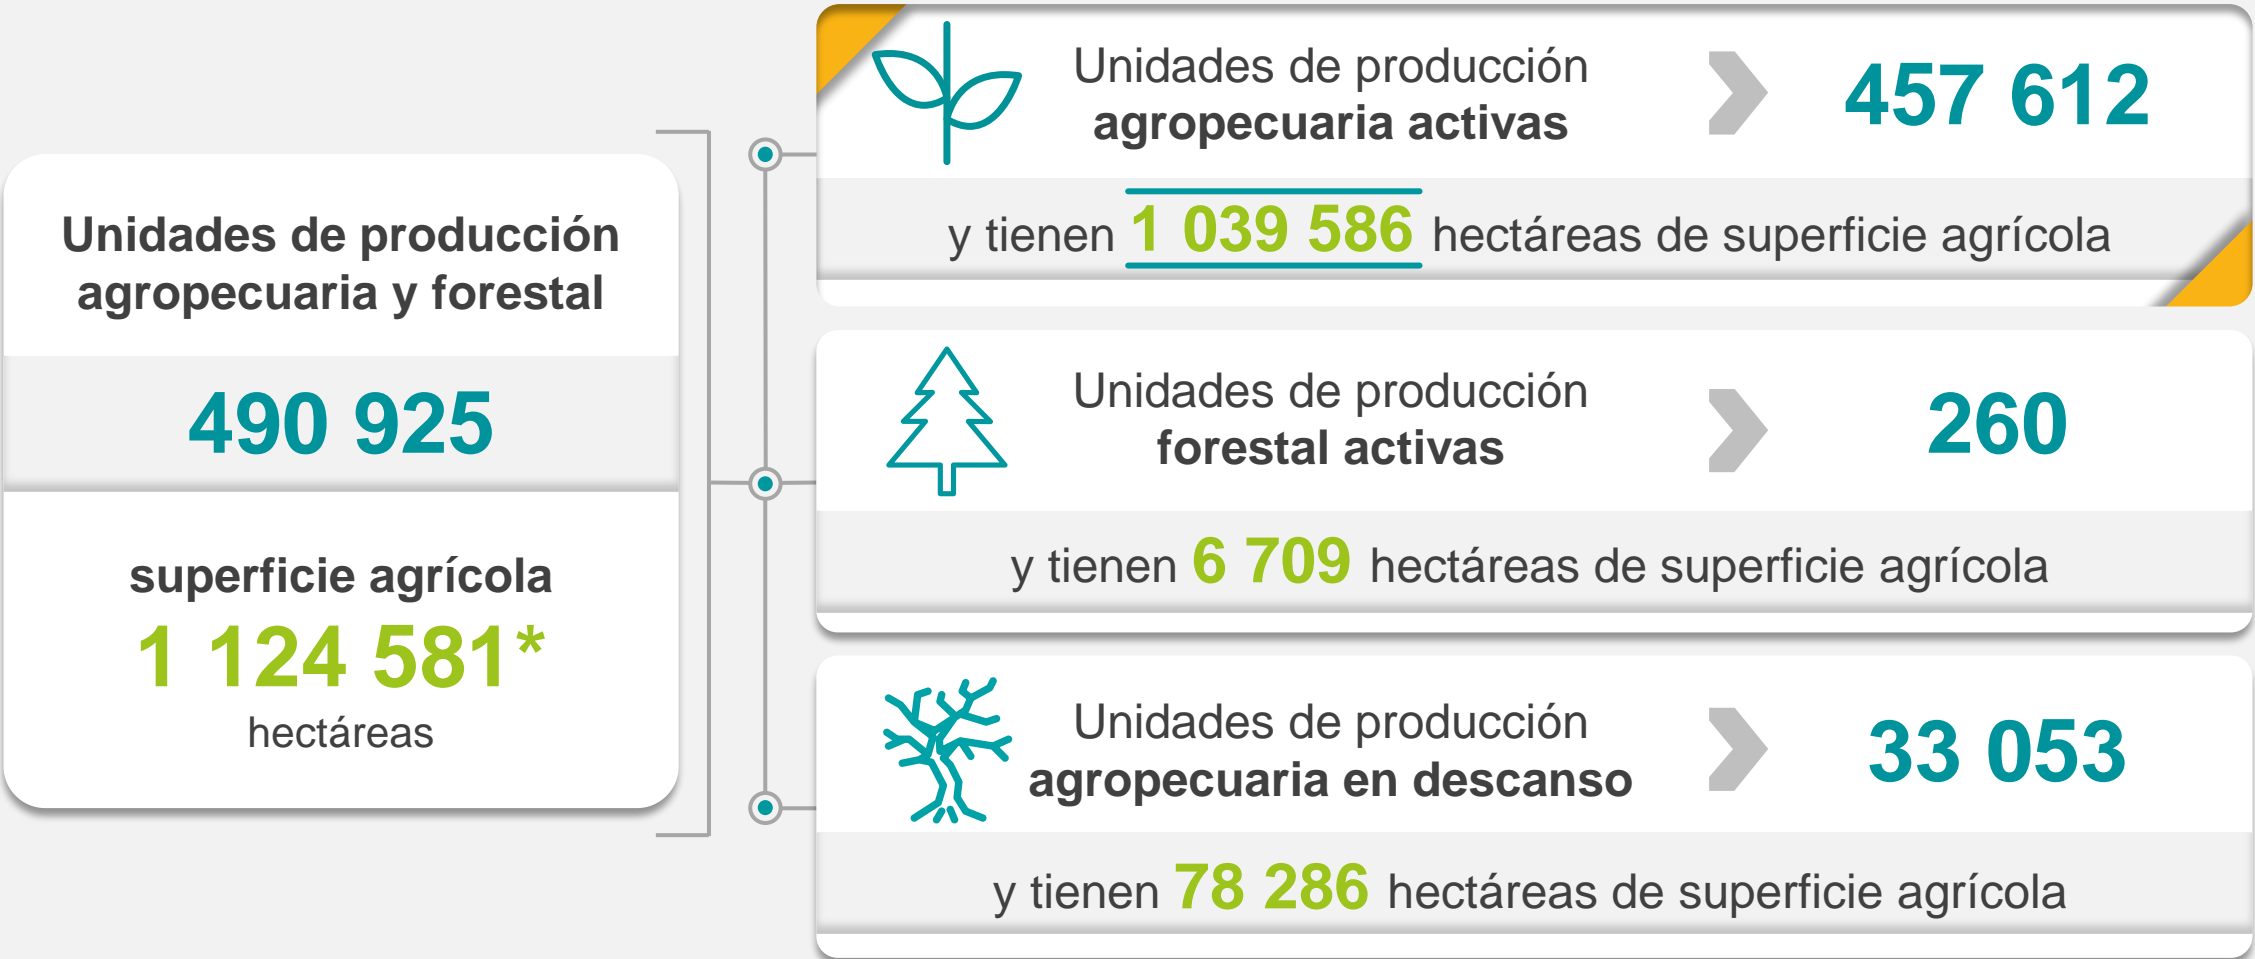 Unidades de producción
agropecuaria y forestal
490 925
superficie agrícola
1 124 581*
hectáreas
Unidades de producción
agropecuaria activas
457 612
y tienen 1 039 586 hectáreas de superficie agrícola
Unidades de producción
forestal activas
260
y tienen 6 709 hectáreas de superficie agrícola
Unidades de producción
agropecuaria en descanso
33 053
y tienen 78 286 hectáreas de superficie agrícola